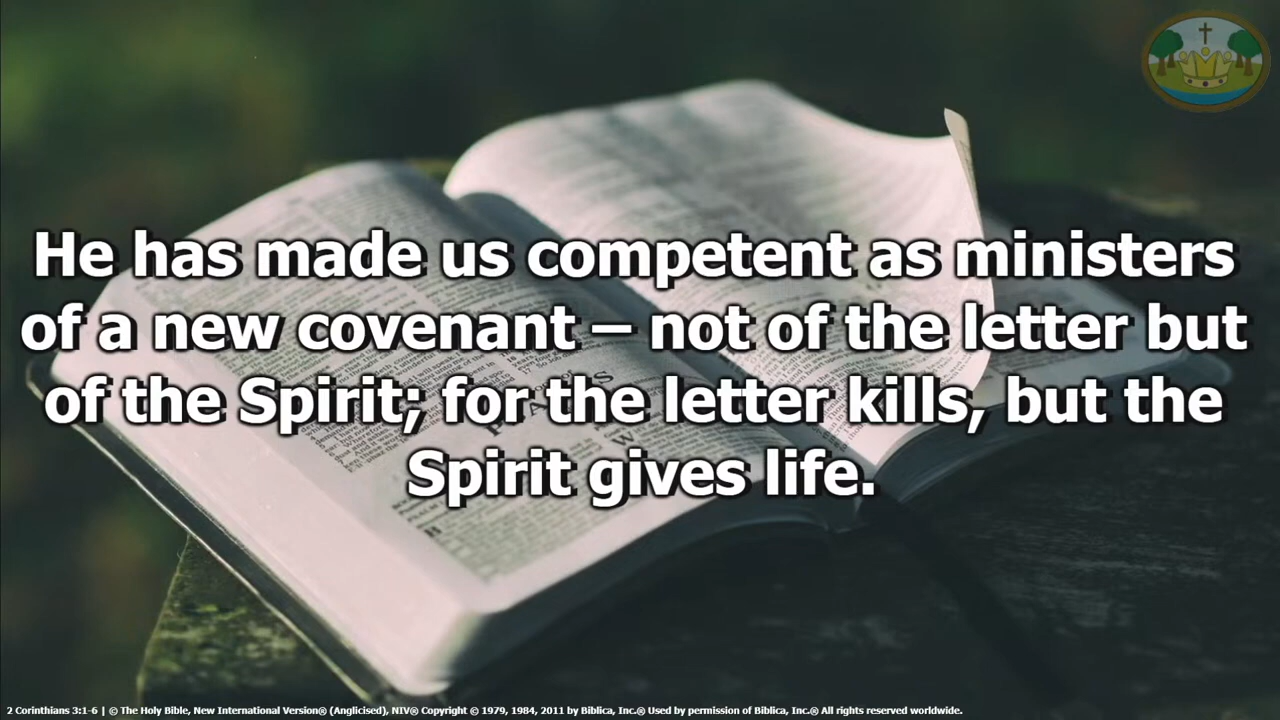 He has made us competent as ministers
of a new covenant – not of the letter but
of the Spirit; for the letter kills, but the
Spirit gives life.
2 Corinthians 3:1-6 | © The Holy Bible, New International Version® (Anglicised), NIV® Copyright © 1979, 1984, 2011 by Biblica, Inc.® Used by permission of Biblica, Inc.® All rights reserved worldwide.